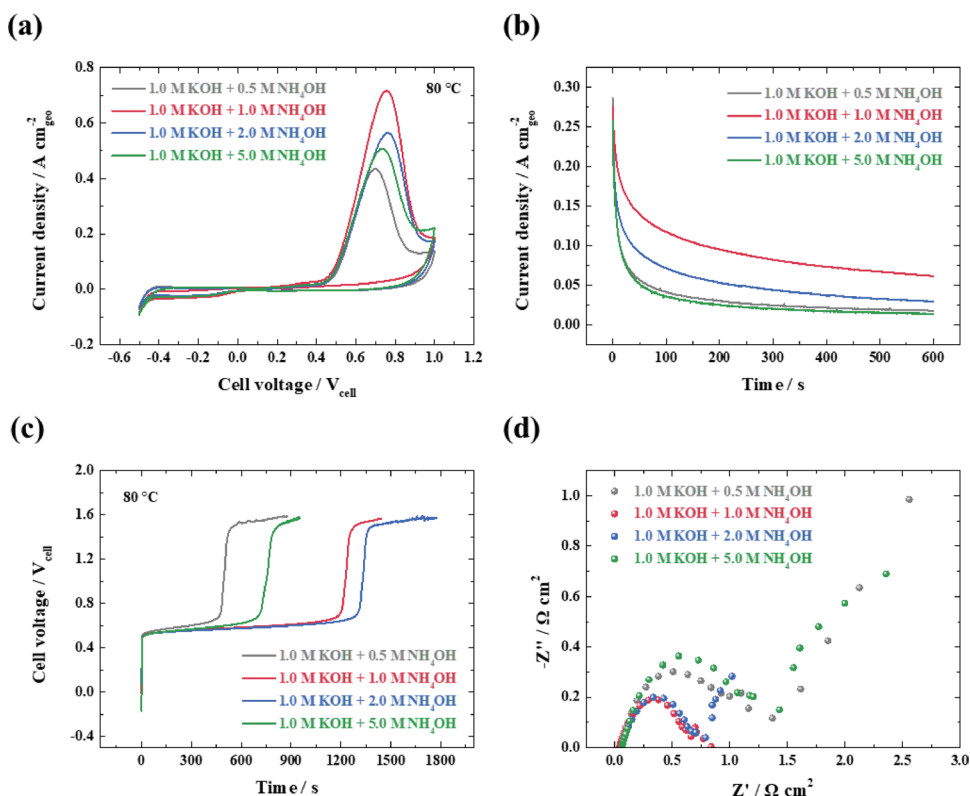 (a)
0.8
0.6
0.4
0.2
0.0
-0.2
Current density / A cm⁻²geo
1.0 M KOH + 0.5 M NH₄OH
1.0 M KOH + 1.0 M NH₄OH
1.0 M KOH + 2.0 M NH₄OH
1.0 M KOH + 5.0 M NH₄OH
80 °C
-0.6 -0.4 -0.2 0.0 0.2 0.4 0.6 0.8 1.0 1.2
Cell voltage / Vcell
(b)
0.30
0.25
0.20
0.15
0.10
0.05
0.00
Current density / A cm⁻²geo
1.0 M KOH + 0.5 M NH₄OH
1.0 M KOH + 1.0 M NH₄OH
1.0 M KOH + 2.0 M NH₄OH
1.0 M KOH + 5.0 M NH₄OH
0 100 200 300 400 500 600
Time / s
(c)
2.0
1.6
1.2
0.8
0.4
0.0
-0.4
Cell voltage / Vcell
80 °C
1.0 M KOH + 0.5 M NH₄OH
1.0 M KOH + 1.0 M NH₄OH
1.0 M KOH + 2.0 M NH₄OH
1.0 M KOH + 5.0 M NH₄OH
0 300 600 900 1200 1500 1800
Time / s
(d)
1.0
0.8
0.6
0.4
0.2
0.0
-Z'' / Ω cm²
1.0 M KOH + 0.5 M NH₄OH
1.0 M KOH + 1.0 M NH₄OH
1.0 M KOH + 2.0 M NH₄OH
1.0 M KOH + 5.0 M NH₄OH
0.0 0.5 1.0 1.5 2.0 2.5 3.0
Z' / Ω cm²